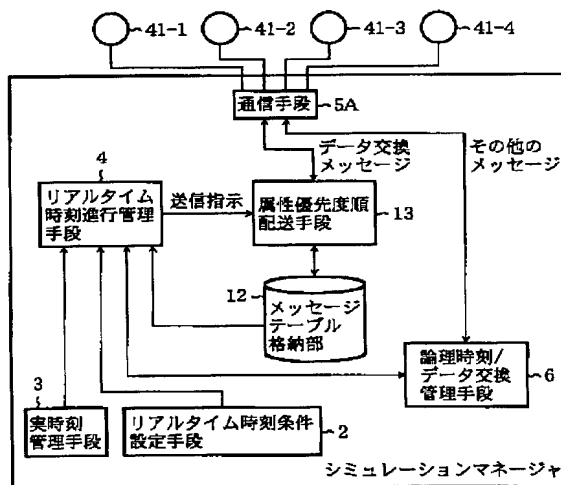 41-1
41-2
41-3
41-4
通信手段
5A
データ交換
メッセージ
その他の
メッセージ
4
リアルタイム
時刻進行管理
手段
送信指示
属性優先度順
配送手段
13
12
メッセージ
テーブル
格納部
論理時刻/
データ交換
管理手段
6
3
実時刻
管理手段
リアルタイム時刻条件
設定手段
2
シミュレーションマネージャ